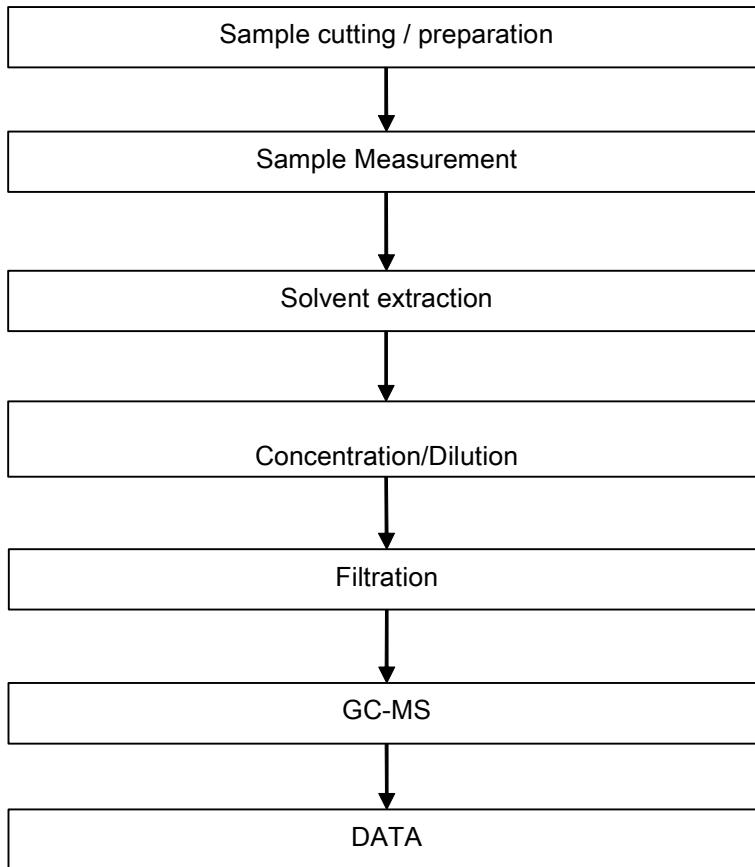 Sample cutting / preparation
Sample Measurement
Solvent extraction
Concentration/Dilution
Filtration
GC-MS
DATA